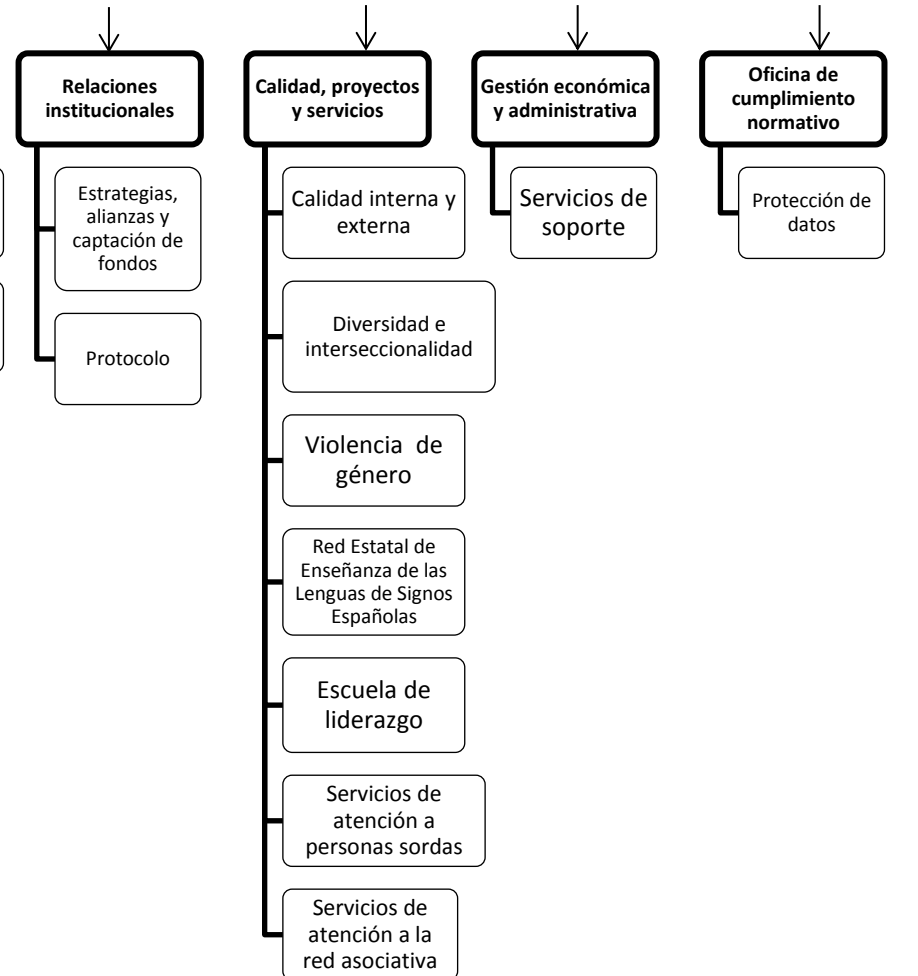 Relaciones
institucionales
Estrategias,
alianzas y
captación de
fondos
Protocolo
Calidad, proyectos
y servicios
Calidad interna y
externa
Diversidad e
interseccionalidad
Violencia de
género
Red Estatal de
Enseñanza de las
Lenguas de Signos
Españolas
Escuela de
liderazgo
Servicios de
atención a
personas sordas
Servicios de
atención a la
red asociativa
Gestión económica
y administrativa
Servicios de
soporte
Oficina de
cumplimiento
normativo
Protección de
datos